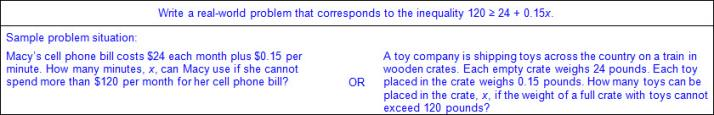 Write a real-world problem that corresponds to the inequality 120 ≥ 24 + 0.15x.
Sample problem situation:
Macy's cell phone bill costs $24 each month plus $0.15 per
minute. How many minutes, x, can Macy use if she cannot
spend more than $120 per month for her cell phone bill?
OR
A toy company is shipping toys across the country on a train in
wooden crates. Each empty crate weighs 24 pounds. Each toy
placed in the crate weighs 0.15 pounds. How many toys can be
placed in the crate, x, if the weight of a full crate with toys cannot
exceed 120 pounds?